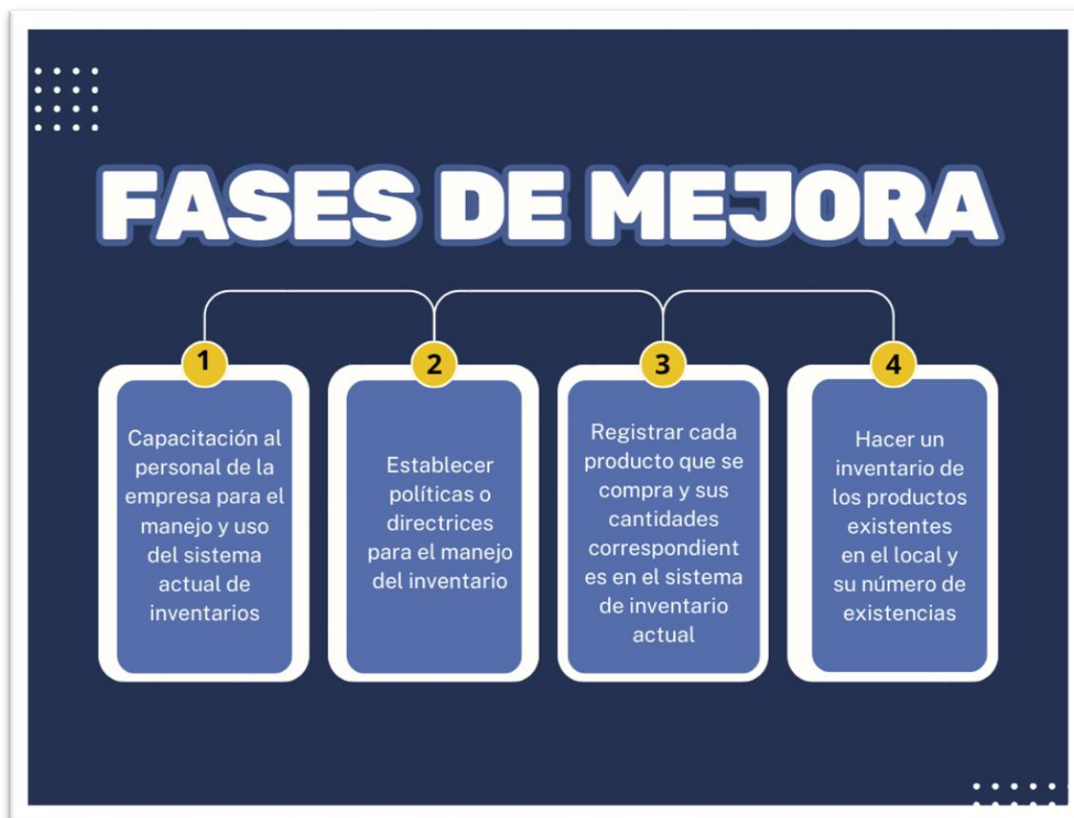 FASES DE MEJORA
1
Capacitación al
personal de la
empresa para el
manejo y uso
del sistema
actual de
inventarios
2
Establecer
políticas o
directrices
para el manejo
del inventario
3
Registrar cada
producto que se
compra y sus
cantidades
correspondient
es en el sistema
de inventario
actual
4
Hacer un
inventario de
los productos
existentes
en el local y
su número de
existencias